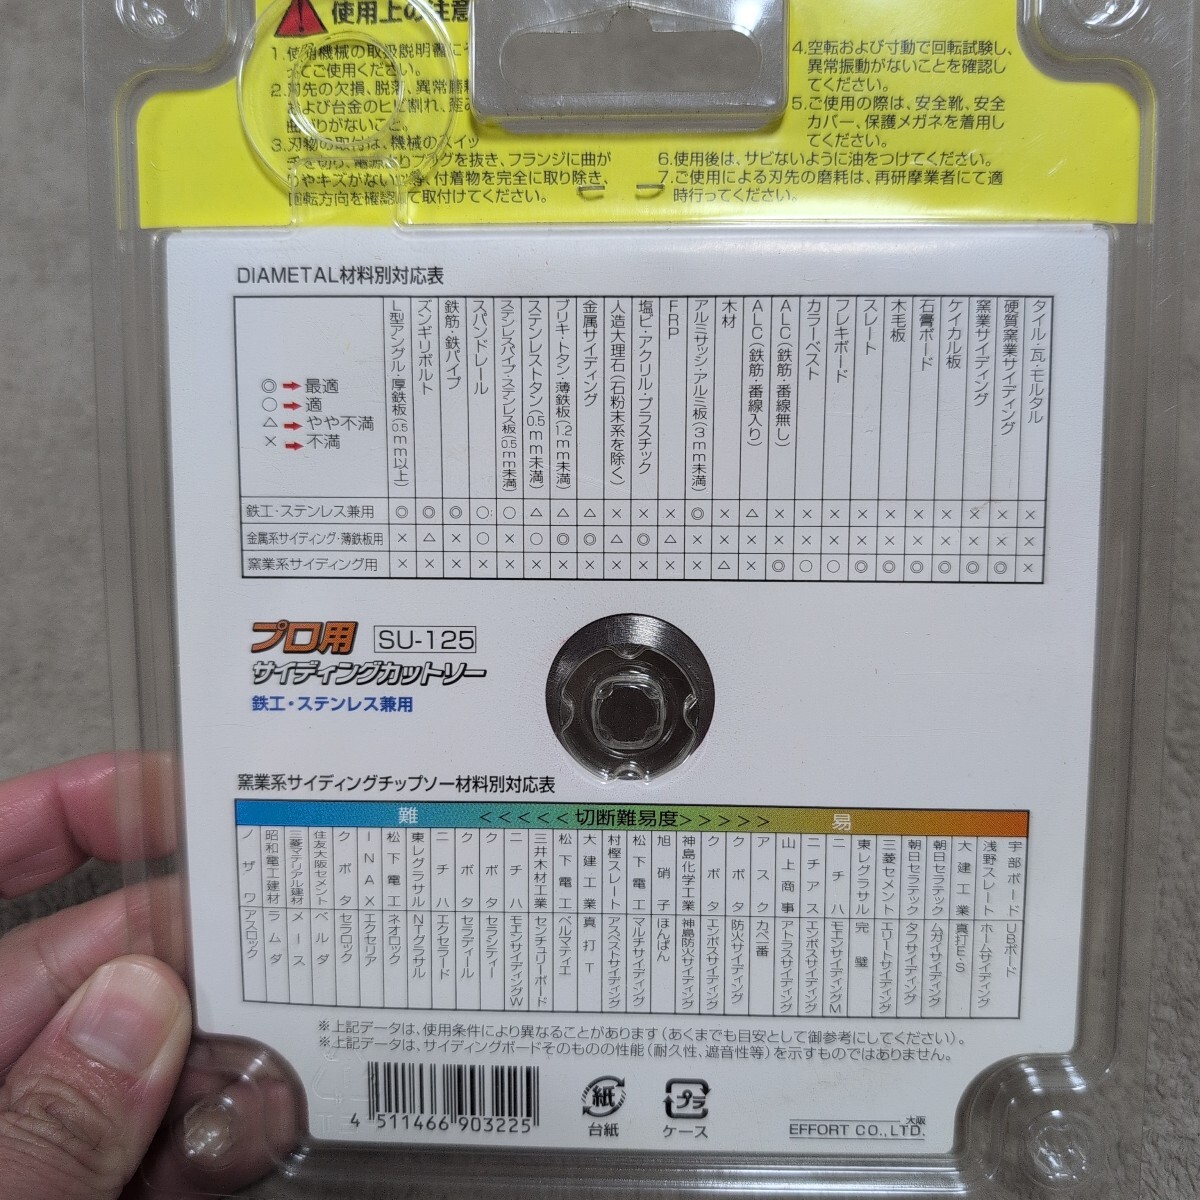 使用上の注意
1.使用機械の取扱説明書にそ
ってご使用ください。
2.刃先の欠損、脱落、異常磨耗
および台金のヒビ割れ、
曲がりがないこと。
3.刃物の取付は、機械のスイッ
チを切り、電源よりプラグを抜き、フランジに曲が
りやキズがない、付着物を完全に取り除き、
回転方向を確認して取付けてください。
4.空転および寸動で回転試験し、
異常振動がないことを確認し
てください。
5.ご使用の際は、安全靴、安全
カバー、保護メガネを着用し
てください。
6.使用後は、サビないように油をつけてください。
7.ご使用による刃先の磨耗は、再研摩業者にて適
時行ってください。
DIAMETAL材料別対応表
◎ ➡ 最適
○ ➡ 適
△ ➡ やや不満
× ➡ 不満
L型アングル・厚鉄板(0.5mm以上)
ズンギリボルト
鉄筋・鉄パイプ
スパンドレール
ステンレスパイプ・ステンレス板(0.5mm未満)
ステンレストタン(0.5mm未満)
ブリキ・トタン・薄鉄板(1.2mm未満)
金属サイディング
人造大理石(石粉末系を除く)
塩ビ・アクリル・プラスチック
FRP
アルミサッシ・アルミ板(3mm未満)
木材
ALC(鉄筋・番線入り)
ALC(鉄筋・番線無し)
カラーベスト
フレキボード
スレート
木毛板
石膏ボード
ケイカル板
窯業サイディング
硬質窯業サイディング
タイル・瓦・モルタル
鉄工・ステンレス兼用 ◎ ◎ ◎ ○ ○ △ △ △ × × × ◎ × △ × × × × × × × × × ×
金属系サイディング・薄鉄板用 × △ × ○ × ○ ◎ ◎ △ ◎ △ × × × × × × × × × × × × ×
窯業系サイディング用 × × × × × × × × × × × × △ × ◎ ○ ○ ◎ ◎ ◎ ◎ ◎ ◎ ×
プロ用 SU-125
サイディングカットソー
鉄工・ステンレス兼用
窯業系サイディングチップソー材料別対応表
難 <<<<<切断難易度>>>>> 易
ノザワ アスロック
昭和電工建材 ラムダ
三菱マテリアル建材 メース
住友大阪セメント ベルダ
クボタ セラロック
INAX エクセリア
松下電工 ネオロック
東レグラサル NTーグラサル
ニチハ エクセラード
クボタ セラディール
クボタ セラシティー
ニチハ モエンサイディングW
三井木材工業 センチュリーボード
松下電工 ベルマティエ
大建工業 真打T
村樫スレート アスベストサイディング
松下電工 マルチサイディング
旭硝子 ほんばん
神島化学工業 神島防火サイディング
クボタ エンボスサイディング
クボタ 防火サイディング
アスク カベ一番
山上商事 アトラスサイディング
ニチアス エンボスサイディング
ニチハ モエンサイディングM
東レグラサル 完璧
三菱セメント エリートサイディング
朝日セラテック タフサイディング
朝日セラテック ムガイサイディング
大建工業 真打E・S
浅野スレート ホームサイディング
宇部ボード UBボード
※上記データは、使用条件により異なることがあります(あくまでも目安として御参考にしてください)。
※上記データは、サイディングボードそのものの性能(耐久性、遮音性等)を示すものではありません。
4 511466 903225
紙
台紙
プラ
ケース
大阪
EFFORT CO.,LTD.